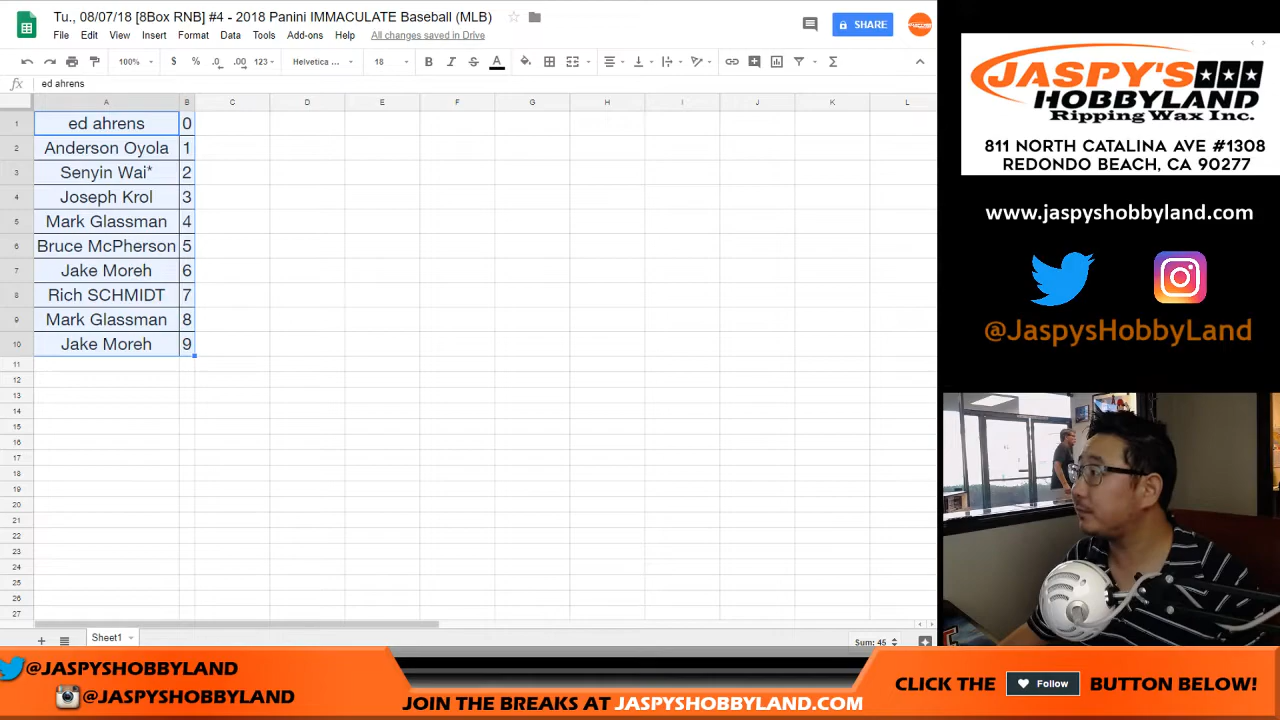 Tu., 08/07/18 [8Box RNB] #4 - 2018 Panini IMMACULATE Baseball (MLB)
SHARE
File Edit View Insert Format Data Tools Add-ons Help All changes saved in Drive
100% $ % .0 .00 123 Helvetica ... 18 B I S A
fx ed ahrens
A B C D E F G H I J K L
1 ed ahrens 0
2 Anderson Oyola 1
3 Senyin Wai* 2
4 Joseph Krol 3
5 Mark Glassman 4
6 Bruce McPherson 5
7 Jake Moreh 6
8 Rich SCHMIDT 7
9 Mark Glassman 8
10 Jake Moreh 9
11
12
13
14
15
16
17
18
19
20
21
22
23
24
25
26
27
Sheet1
Sum: 45
JASPY'S
HOBBYLAND
Ripping Wax Inc.
811 NORTH CATALINA AVE #1308
REDONDO BEACH, CA 90277
www.jaspyshobbyland.com
@JaspysHobbyLand
@JASPYSHOBBYLAND
@JASPYSHOBBYLAND
JOIN THE BREAKS AT JASPYSHOBBYLAND.COM
CLICK THE Follow BUTTON BELOW!